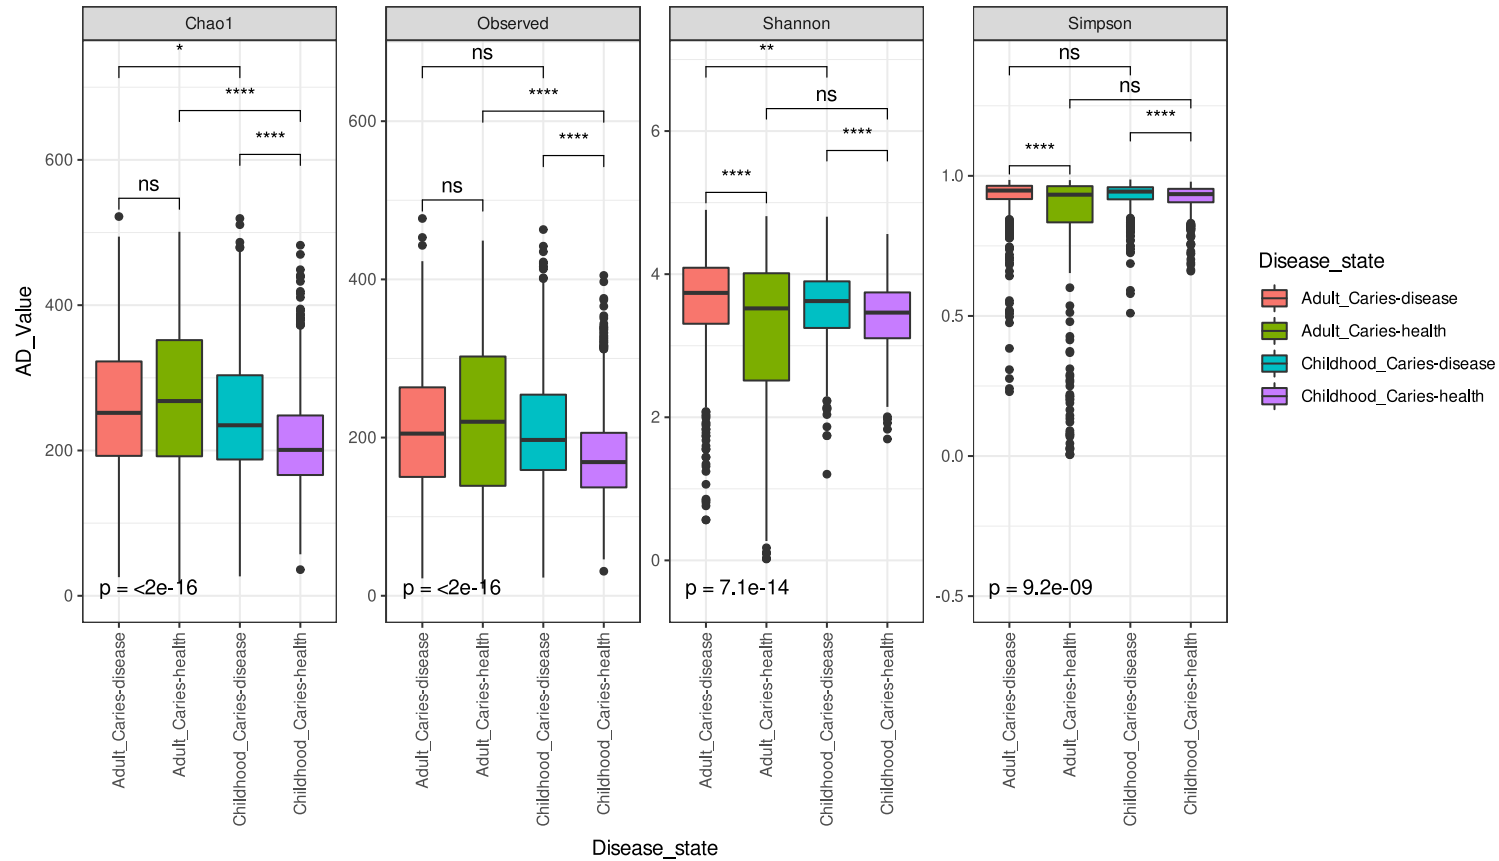 Chao1
Observed
Shannon
Simpson
AD_Value
600
400
200
0
*
****
****
ns
p = <2e-16
600
400
200
0
ns
****
****
ns
p = <2e-16
6
4
2
0
**
ns
****
****
p = 7.1e-14
1.0
0.5
0.0
-0.5
ns
ns
****
****
p = 9.2e-09
Adult_Caries-disease
Adult_Caries-health
Childhood_Caries-disease
Childhood_Caries-health
Adult_Caries-disease
Adult_Caries-health
Childhood_Caries-disease
Childhood_Caries-health
Adult_Caries-disease
Adult_Caries-health
Childhood_Caries-disease
Childhood_Caries-health
Adult_Caries-disease
Adult_Caries-health
Childhood_Caries-disease
Childhood_Caries-health
Disease_state
Disease_state
Adult_Caries-disease
Adult_Caries-health
Childhood_Caries-disease
Childhood_Caries-health